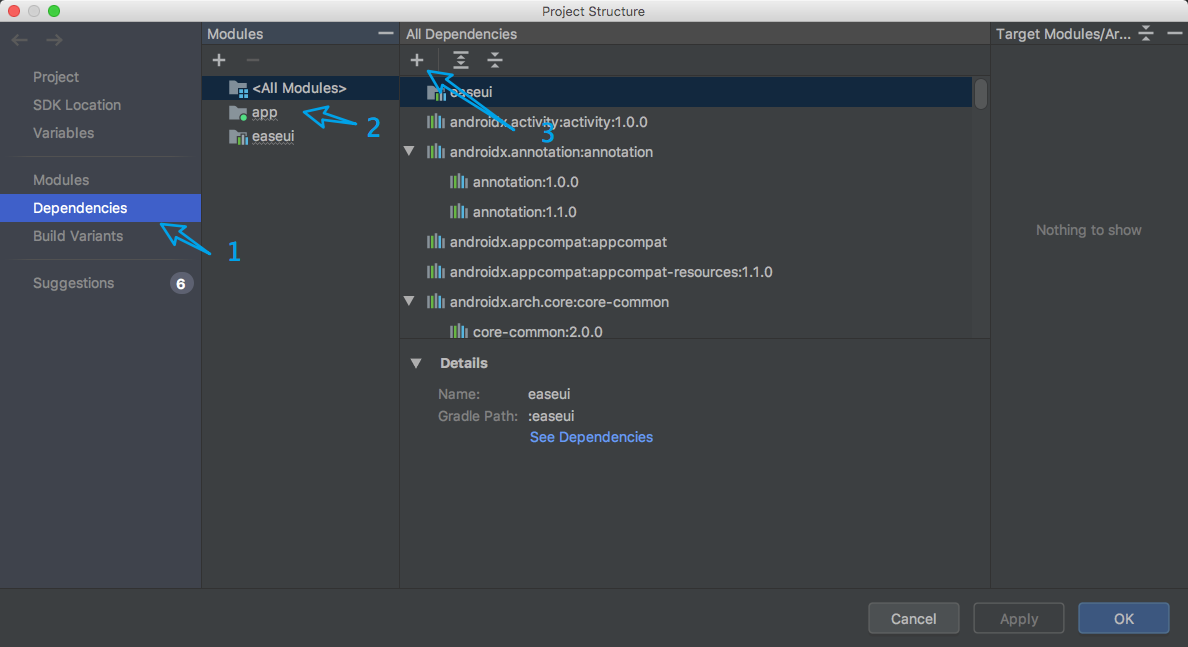 Project Structure
Modules
All Dependencies
Target Modules/Ar...
Project
SDK Location
Variables
Modules
Dependencies
Build Variants
Suggestions
6
<All Modules>
app
easeui
1
2
3
easeui
androidx.activity:activity:1.0.0
androidx.annotation:annotation
annotation:1.0.0
annotation:1.1.0
androidx.appcompat:appcompat
androidx.appcompat:appcompat-resources:1.1.0
androidx.arch.core:core-common
core-common:2.0.0
Details
Name: easeui
Gradle Path: :easeui
See Dependencies
Nothing to show
Cancel
Apply
OK